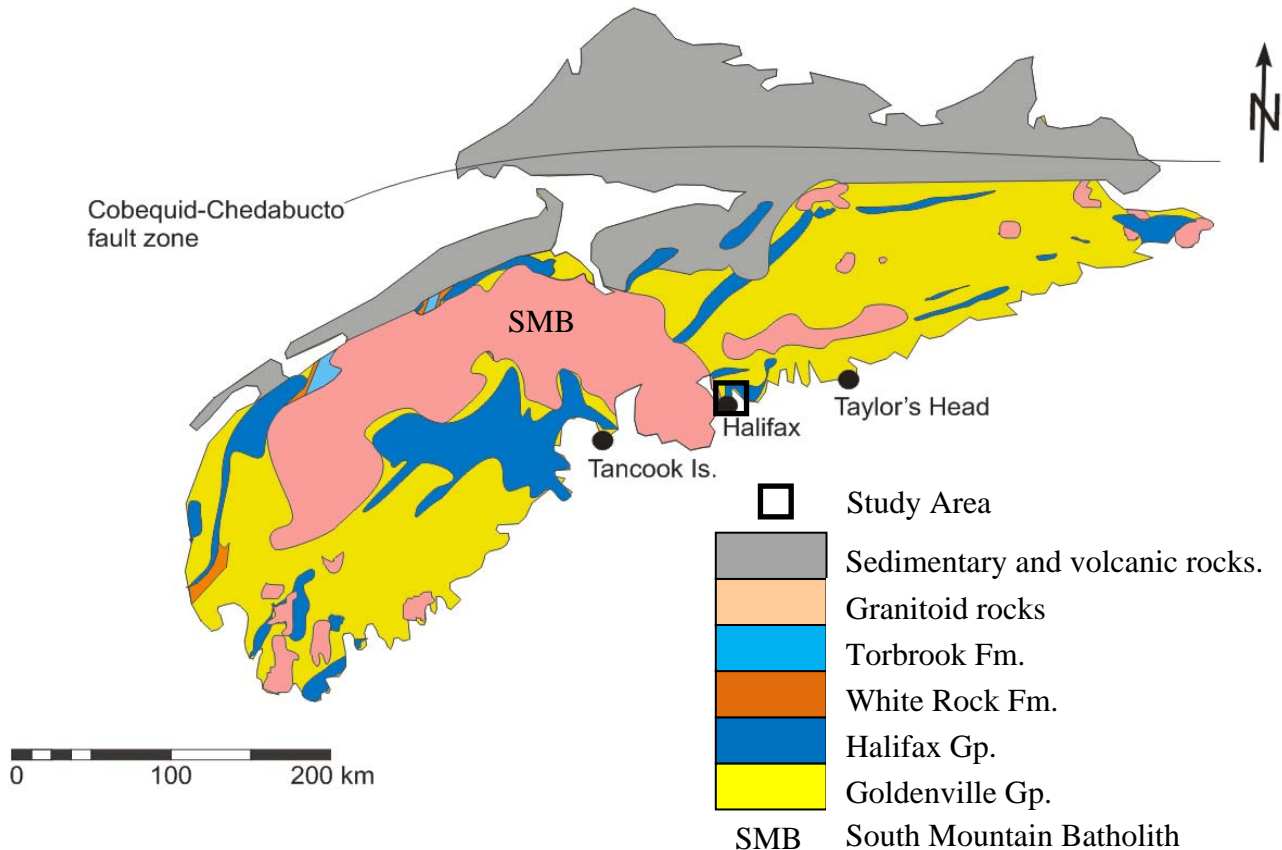 N
Cobequid-Chedabucto
fault zone
SMB
Halifax
Taylor's Head
Tancook Is.
Study Area
Sedimentary and volcanic rocks.
Granitoid rocks
Torbrook Fm.
White Rock Fm.
Halifax Gp.
Goldenville Gp.
SMB South Mountain Batholith
0 100 200 km